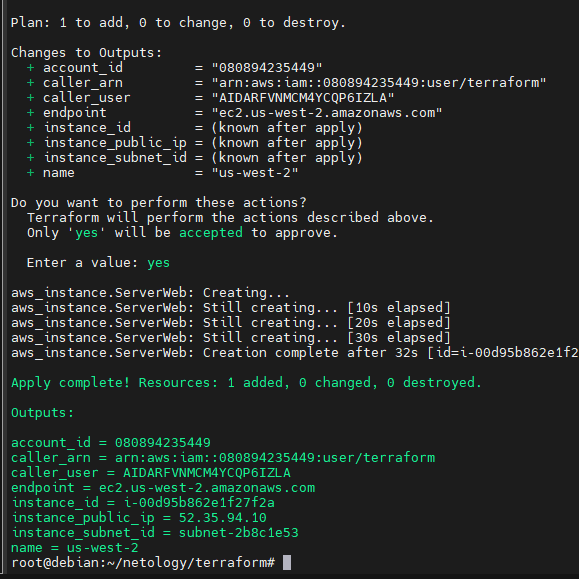 Plan: 1 to add, 0 to change, 0 to destroy.
Changes to Outputs:
  + account_id         = "080894235449"
  + caller_arn         = "arn:aws:iam::080894235449:user/terraform"
  + caller_user        = "AIDARFVNMCM4YCQP6IZLA"
  + endpoint           = "ec2.us-west-2.amazonaws.com"
  + instance_id        = (known after apply)
  + instance_public_ip = (known after apply)
  + instance_subnet_id = (known after apply)
  + name               = "us-west-2"
Do you want to perform these actions?
  Terraform will perform the actions described above.
  Only 'yes' will be accepted to approve.
  Enter a value: yes
aws_instance.ServerWeb: Creating...
aws_instance.ServerWeb: Still creating... [10s elapsed]
aws_instance.ServerWeb: Still creating... [20s elapsed]
aws_instance.ServerWeb: Still creating... [30s elapsed]
aws_instance.ServerWeb: Creation complete after 32s [id=i-00d95b862e1f2
Apply complete! Resources: 1 added, 0 changed, 0 destroyed.
Outputs:
account_id = 080894235449
caller_arn = arn:aws:iam::080894235449:user/terraform
caller_user = AIDARFVNMCM4YCQP6IZLA
endpoint = ec2.us-west-2.amazonaws.com
instance_id = i-00d95b862e1f27f2a
instance_public_ip = 52.35.94.10
instance_subnet_id = subnet-2b8c1e53
name = us-west-2
root@debian:~/netology/terraform#